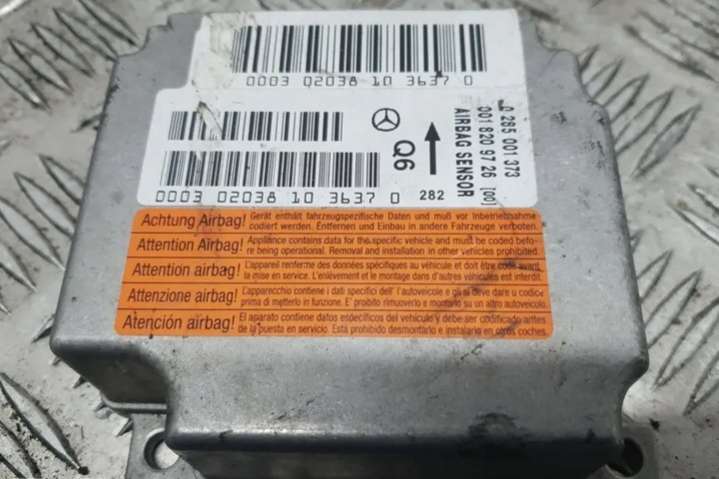 0003 02038 10 3637 0
0 285 001 373
001 820 97 26 [00]
AIRBAG SENSOR
Q6
282
0003 02038 10 3637 0
Achtung Airbag! Gerät enthält fahrzeugspezifische Daten und muß vor Inbetriebnahme
codiert werden. Entfernen und Einbau in andere Fahrzeuge verboten.
Attention Airbag! Appliance contains data for the specific vehicle and must be coded befo-
re being operational. Removal and installation in other vehicles prohibited.
Attention airbag! L'appareil renferme des données spécifiques au véhicule et doit être codé avant
la mise en service. L'enlèvement et le montage dans d'autres véhicules est interdit.
Attenzione airbag! L'apparecchio contiene i dati specifici dell' l'autoveicolo e gli si deve dare u codice
prima di metterlo in funzione. E' proibito rimuoverlo e montarlo su un altro autoveicolo.
Atención airbag! El aparato contiene datos esdecíficos del vehículo y debe ser codificado antes
de la puesta en servicio. Está prohibido desmontarlo e instalarlo en otros coches.